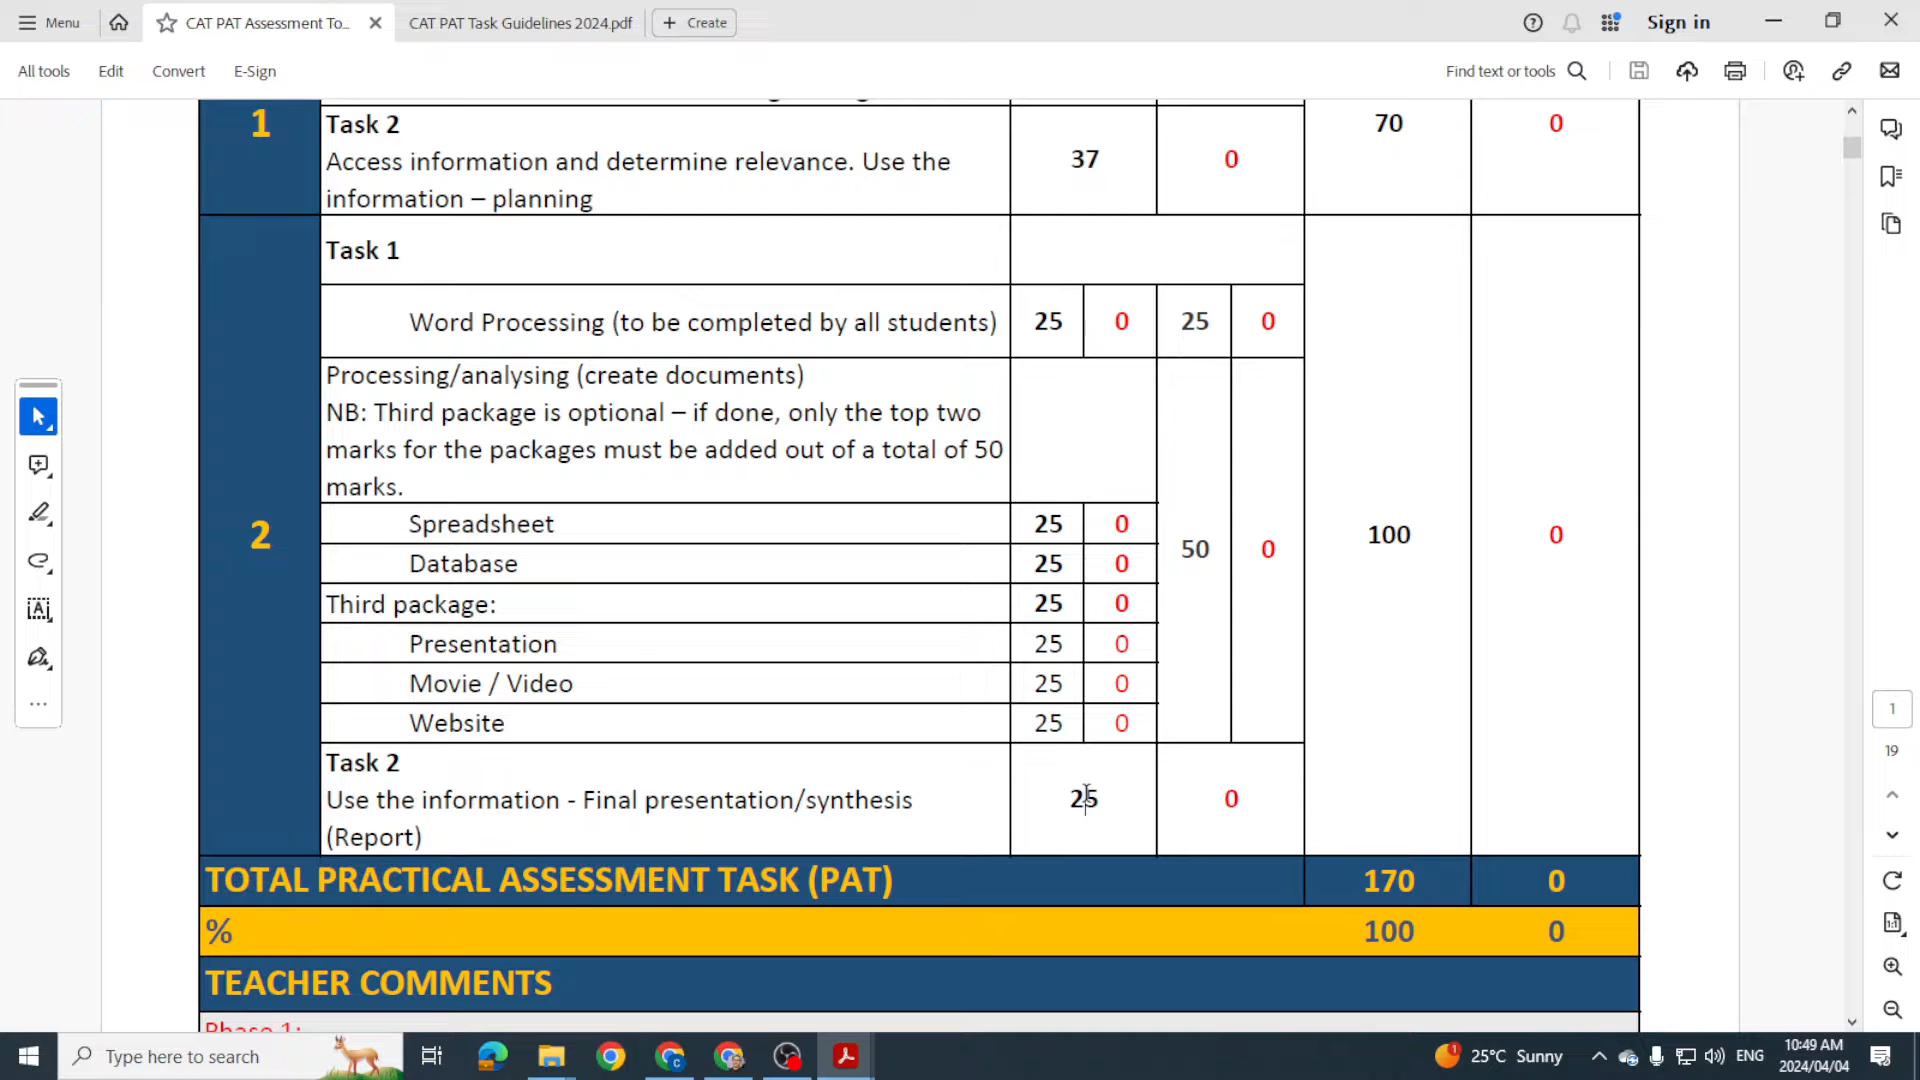 Menu
CAT PAT Assessment To...
CAT PAT Task Guidelines 2024.pdf
Create
Sign in
All tools
Edit
Convert
E-Sign
Find text or tools
1
Task 2
Access information and determine relevance. Use the
information – planning
37
0
70
0
2
Task 1
Word Processing (to be completed by all students)
25
0
25
0
Processing/analysing (create documents)
NB: Third package is optional – if done, only the top two
marks for the packages must be added out of a total of 50
marks.
Spreadsheet
25
0
Database
25
0
50
0
100
0
Third package:
25
0
Presentation
25
0
Movie / Video
25
0
Website
25
0
Task 2
Use the information - Final presentation/synthesis
(Report)
25
0
TOTAL PRACTICAL ASSESSMENT TASK (PAT)
170
0
%
100
0
TEACHER COMMENTS
Phase 1:
1
19
Type here to search
1
25°C Sunny
ENG
10:49 AM
2024/04/04